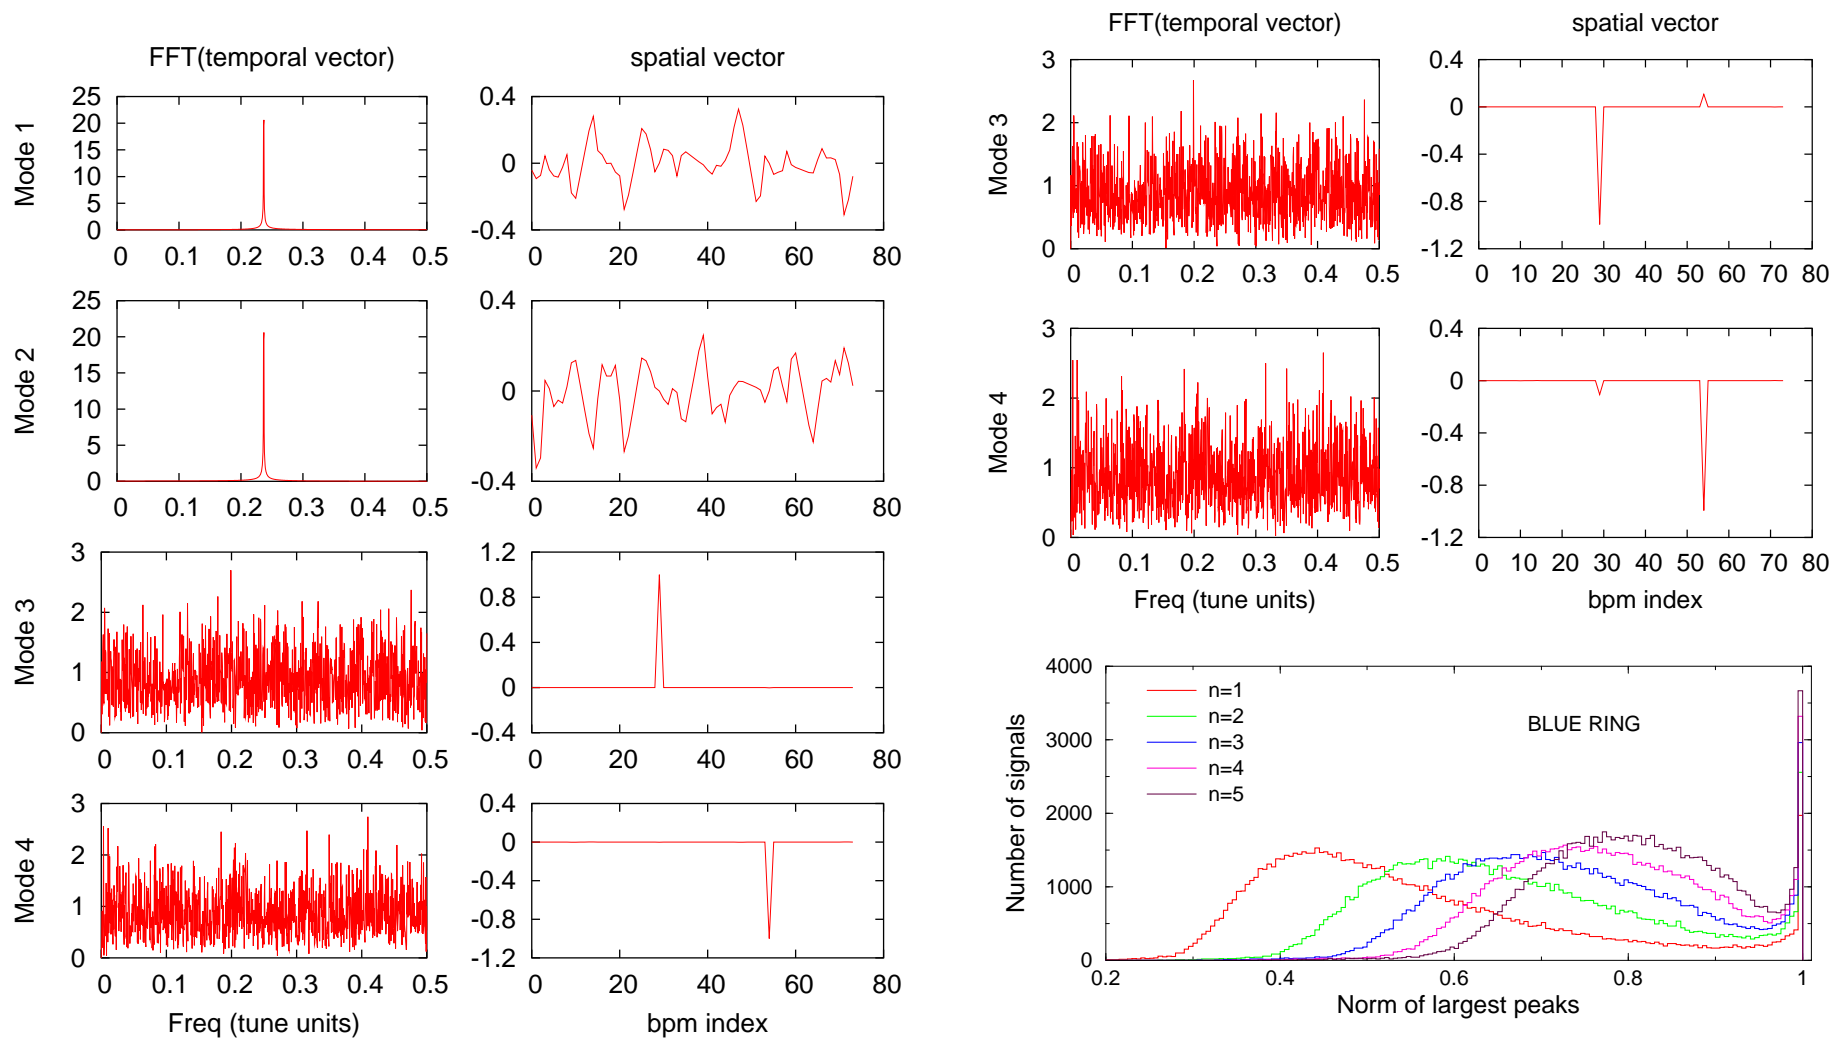 FFT(temporal vector) spatial vector
Mode 1
25
20
15
10
5
0
0 0.1 0.2 0.3 0.4 0.5
0.4
0
-0.4
0 20 40 60 80
Mode 2
25
20
15
10
5
0
0 0.1 0.2 0.3 0.4 0.5
0.4
0
-0.4
0 20 40 60 80
Mode 3
3
2
1
0
0 0.1 0.2 0.3 0.4 0.5
1.2
0.8
0.4
0
-0.4
0 20 40 60 80
Mode 4
3
2
1
0
0 0.1 0.2 0.3 0.4 0.5
0.4
0
-0.4
-0.8
-1.2
0 20 40 60 80
Freq (tune units) bpm index
FFT(temporal vector) spatial vector
Mode 3
3
2
1
0
0 0.1 0.2 0.3 0.4 0.5
0.4
0
-0.4
-0.8
-1.2
0 10 20 30 40 50 60 70 80
Mode 4
3
2
1
0
0 0.1 0.2 0.3 0.4 0.5
0.4
0
-0.4
-0.8
-1.2
0 10 20 30 40 50 60 70 80
Freq (tune units) bpm index
Number of signals
4000
3000
2000
1000
0
n=1
n=2
n=3
n=4
n=5
BLUE RING
0.2 0.4 0.6 0.8 1
Norm of largest peaks